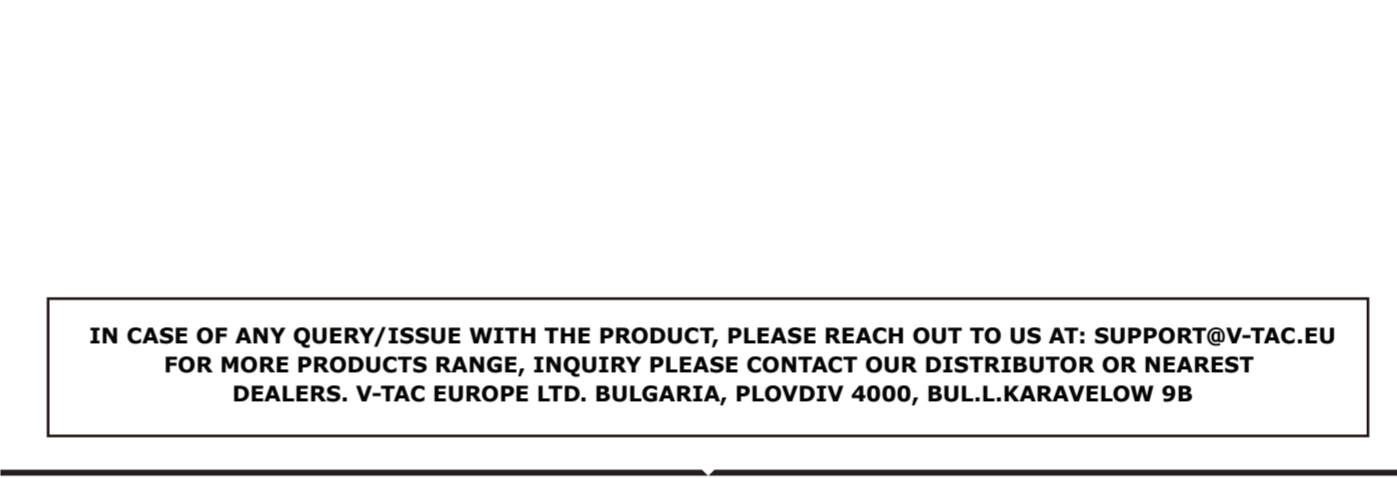 IN CASE OF ANY QUERY/ISSUE WITH THE PRODUCT, PLEASE REACH OUT TO US AT: SUPPORT@V-TAC.EU
FOR MORE PRODUCTS RANGE, INQUIRY PLEASE CONTACT OUR DISTRIBUTOR OR NEAREST
DEALERS. V-TAC EUROPE LTD. BULGARIA, PLOVDIV 4000, BUL.L.KARAVELOW 9B